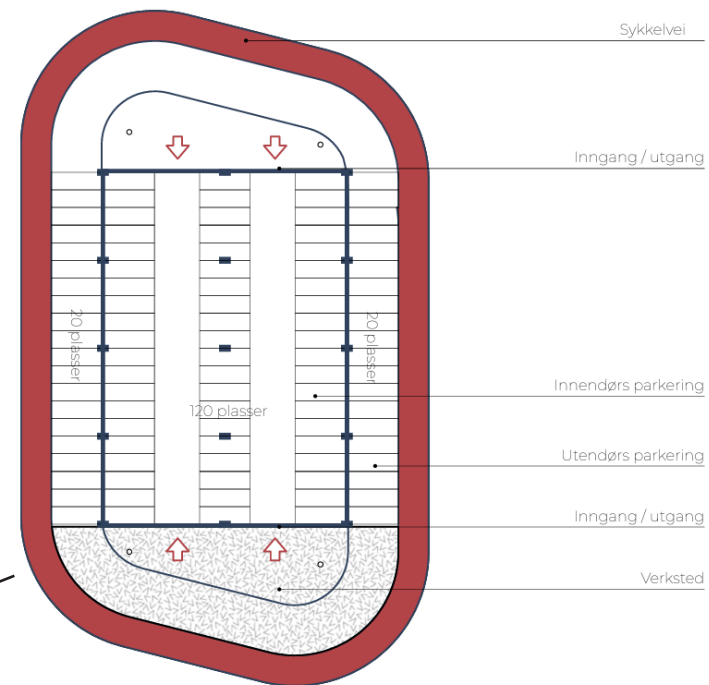 Sykkelvei
Inngang / utgang
20 plasser
20 plasser
Innendørs parkering
120 plasser
Utendørs parkering
Inngang / utgang
Verksted